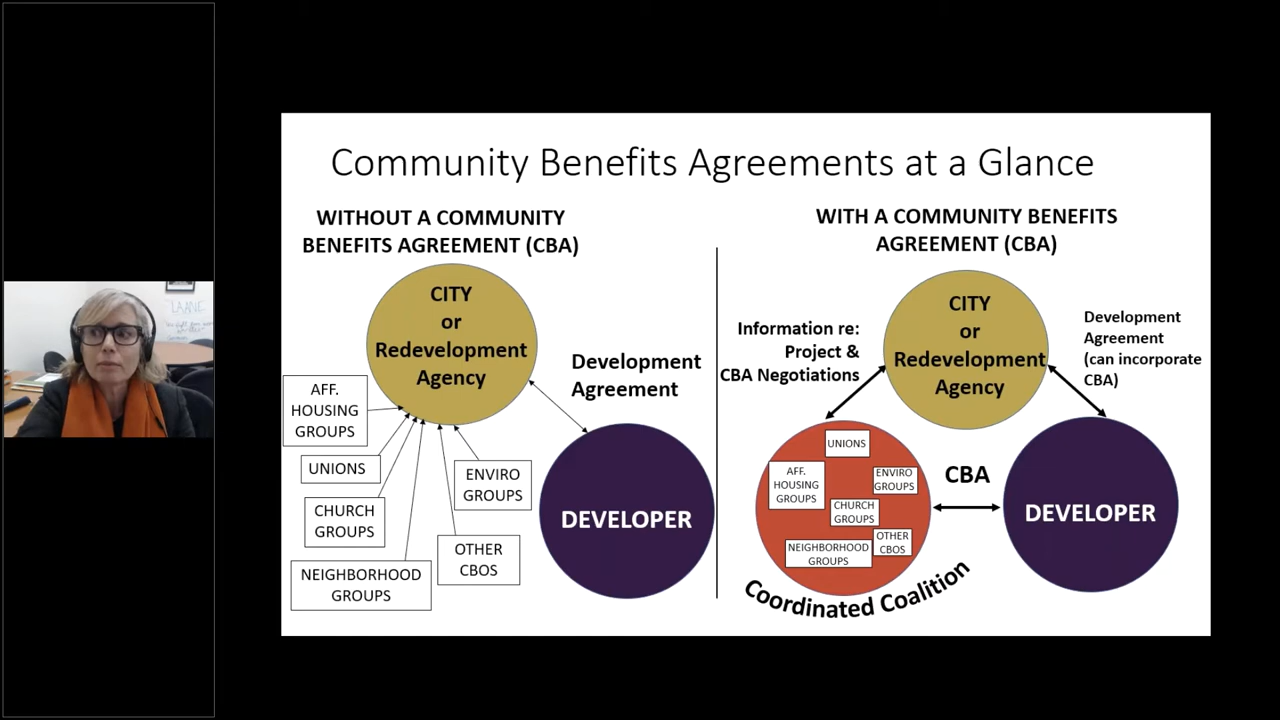 Community Benefits Agreements at a Glance
WITHOUT A COMMUNITY
BENEFITS AGREEMENT (CBA)
CITY
or
Redevelopment
Agency
Development
Agreement
AFF.
HOUSING
GROUPS
UNIONS
CHURCH
GROUPS
NEIGHBORHOOD
GROUPS
OTHER
CBOS
ENVIRO
GROUPS
DEVELOPER
WITH A COMMUNITY BENEFITS
AGREEMENT (CBA)
Information re:
Project &
CBA Negotiations
CITY
or
Redevelopment
Agency
Development
Agreement
(can incorporate
CBA)
UNIONS
AFF.
HOUSING
GROUPS
ENVIRO
GROUPS
CHURCH
GROUPS
OTHER
CBOS
NEIGHBORHOOD
GROUPS
Coordinated Coalition
CBA
DEVELOPER
LAANE